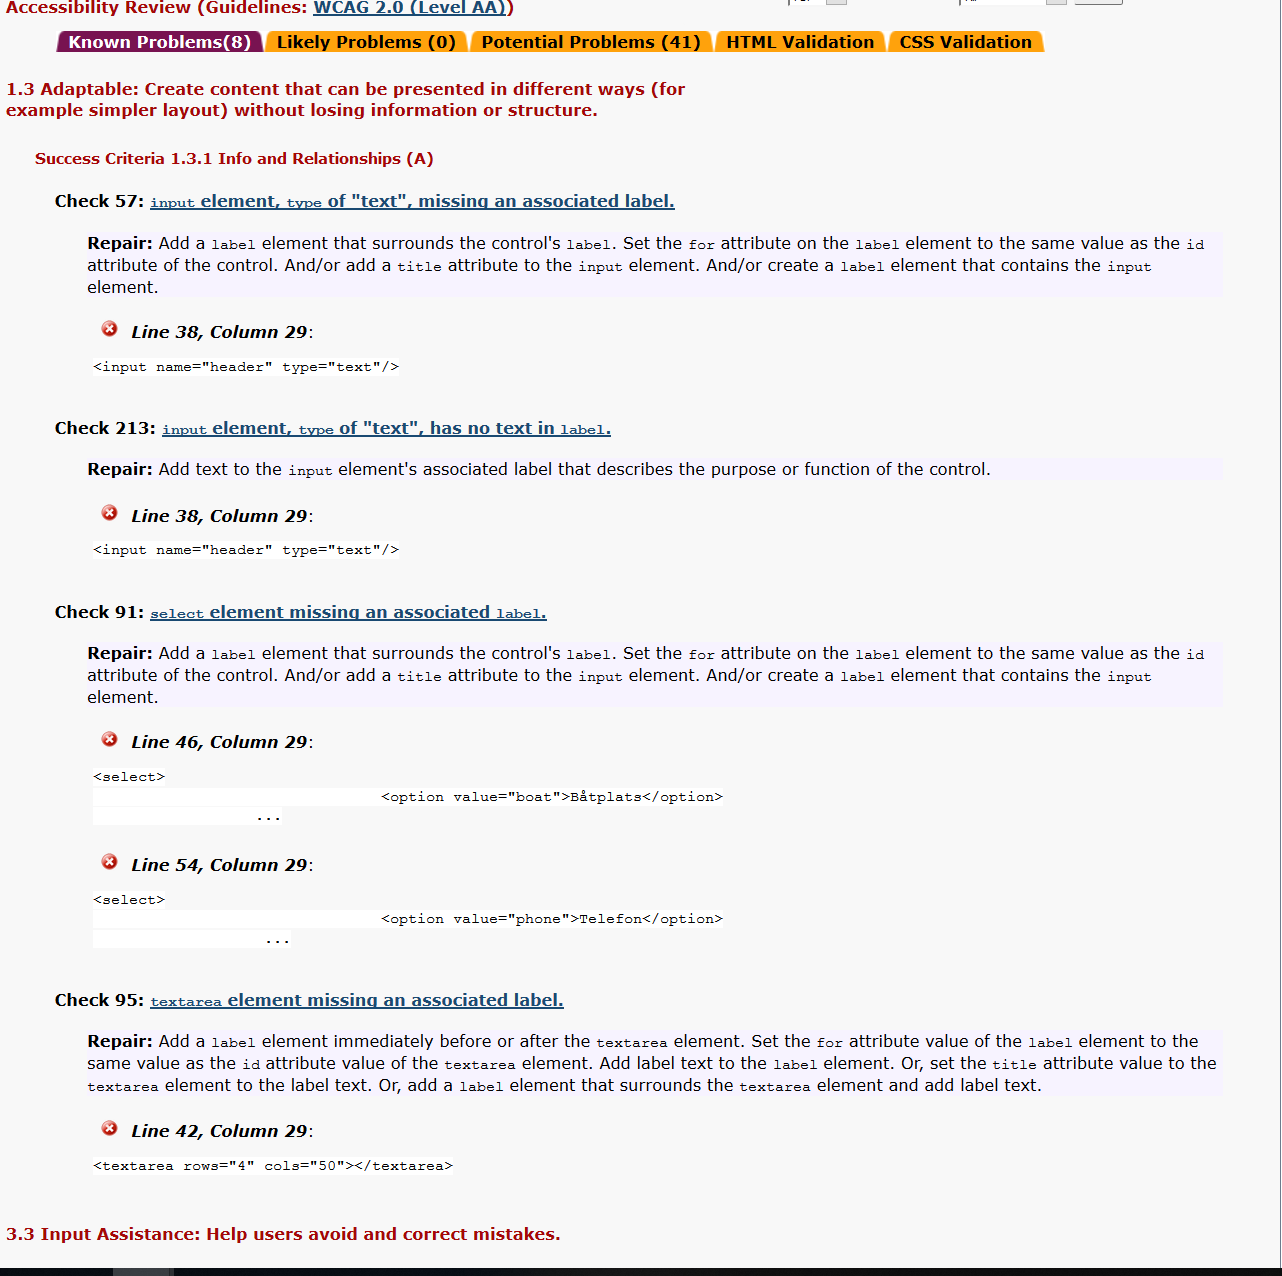 Accessibility Review (Guidelines: WCAG 2.0 (Level AA))
Known Problems(8) Likely Problems (0) Potential Problems (41) HTML Validation CSS Validation
1.3 Adaptable: Create content that can be presented in different ways (for
example simpler layout) without losing information or structure.
Success Criteria 1.3.1 Info and Relationships (A)
Check 57: input element, type of "text", missing an associated label.
Repair: Add a label element that surrounds the control's label. Set the for attribute on the label element to the same value as the id
attribute of the control. And/or add a title attribute to the input element. And/or create a label element that contains the input
element.
Line 38, Column 29:
<input name="header" type="text"/>
Check 213: input element, type of "text", has no text in label.
Repair: Add text to the input element's associated label that describes the purpose or function of the control.
Line 38, Column 29:
<input name="header" type="text"/>
Check 91: select element missing an associated label.
Repair: Add a label element that surrounds the control's label. Set the for attribute on the label element to the same value as the id
attribute of the control. And/or add a title attribute to the input element. And/or create a label element that contains the input
element.
Line 46, Column 29:
<select>
<option value="boat">Båtplats</option>
...
Line 54, Column 29:
<select>
<option value="phone">Telefon</option>
...
Check 95: textarea element missing an associated label.
Repair: Add a label element immediately before or after the textarea element. Set the for attribute value of the label element to the
same value as the id attribute value of the textarea element. Add label text to the label element. Or, set the title attribute value to the
textarea element to the label text. Or, add a label element that surrounds the textarea element and add label text.
Line 42, Column 29:
<textarea rows="4" cols="50"></textarea>
3.3 Input Assistance: Help users avoid and correct mistakes.